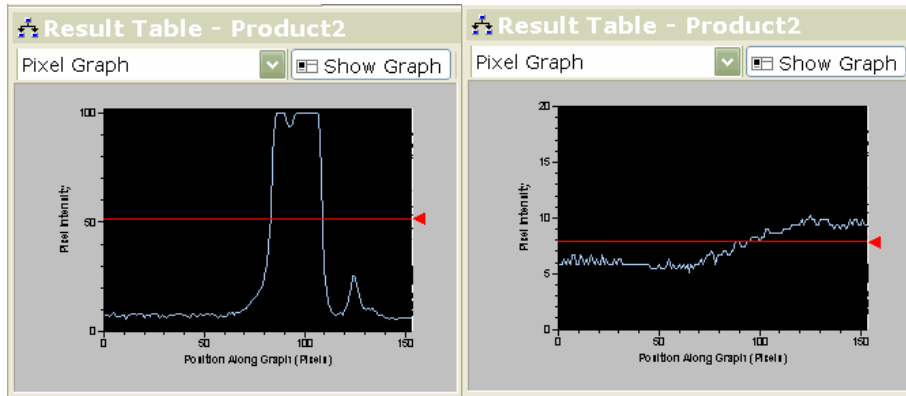 Result Table - Product2
Pixel Graph
Show Graph
100
50
0
Pixel Intensity
0 50 100 150
Position Along Graph (Pixels)
Result Table - Product2
Pixel Graph
Show Graph
20
15
10
5
0
Pixel Intensity
0 50 100 150
Position Along Graph (Pixels)